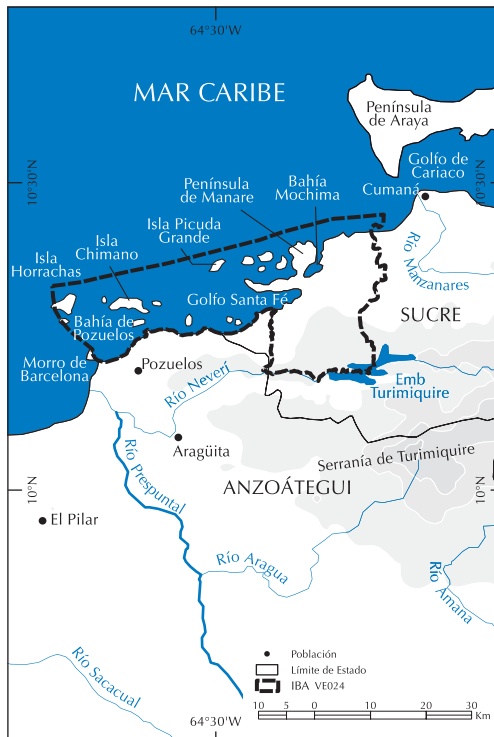 64°30'W
MAR CARIBE
Península
de Araya
Golfo de
Cariaco
10°30'N
10°30'N
Península
de Manare
Bahía
Mochima
Cumaná
Isla Picuda
Grande
Isla
Chimano
Isla
Horrachas
Río Manzanares
Golfo Santa Fé
Bahía de
Pozuelos
SUCRE
Morro de
Barcelona
Pozuelos
Río Neverí
Emb
Turimiquire
Río Prespuntal
Aragüita
Serranía de Turimiquire
ANZOÁTEGUI
10°N
10°N
El Pilar
Río Aragua
Río Amana
Río Sacacual
Población
Límite de Estado
IBA VE024
10 5 0 10 20 30
Km
64°30'W